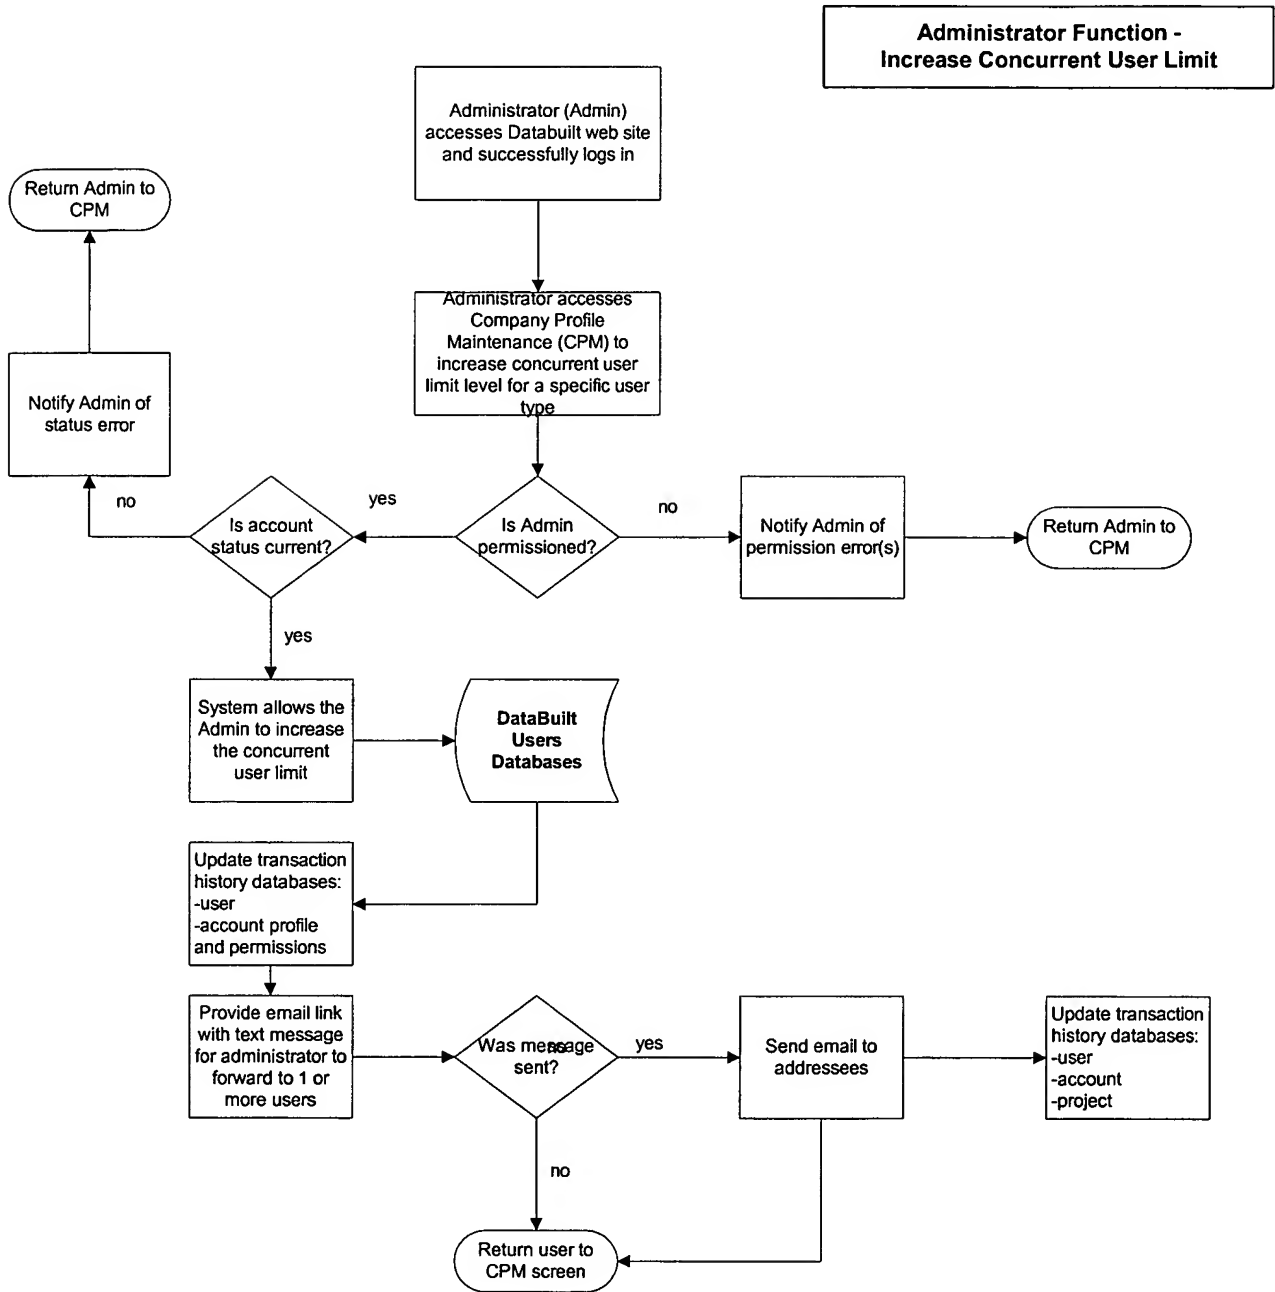 Administrator Function -
Increase Concurrent User Limit
Administrator (Admin)
accesses Databuilt web site
and successfully logs in
Return Admin to
CPM
Administrator accesses
Company Profile
Maintenance (CPM) to
increase concurrent user
limit level for a specific user
type
Notify Admin of
status error
no
yes
no
Is account
status current?
Is Admin
permissioned?
Notify Admin of
permission error(s)
Return Admin to
CPM
yes
System allows the
Admin to increase
the concurrent
user limit
DataBuilt
Users
Databases
Update transaction
history databases:
-user
-account profile
and permissions
Provide email link
with text message
for administrator to
forward to 1 or
more users
Was message
sent?
no
yes
Send email to
addressees
Update transaction
history databases:
-user
-account
-project
no
Return user to
CPM screen